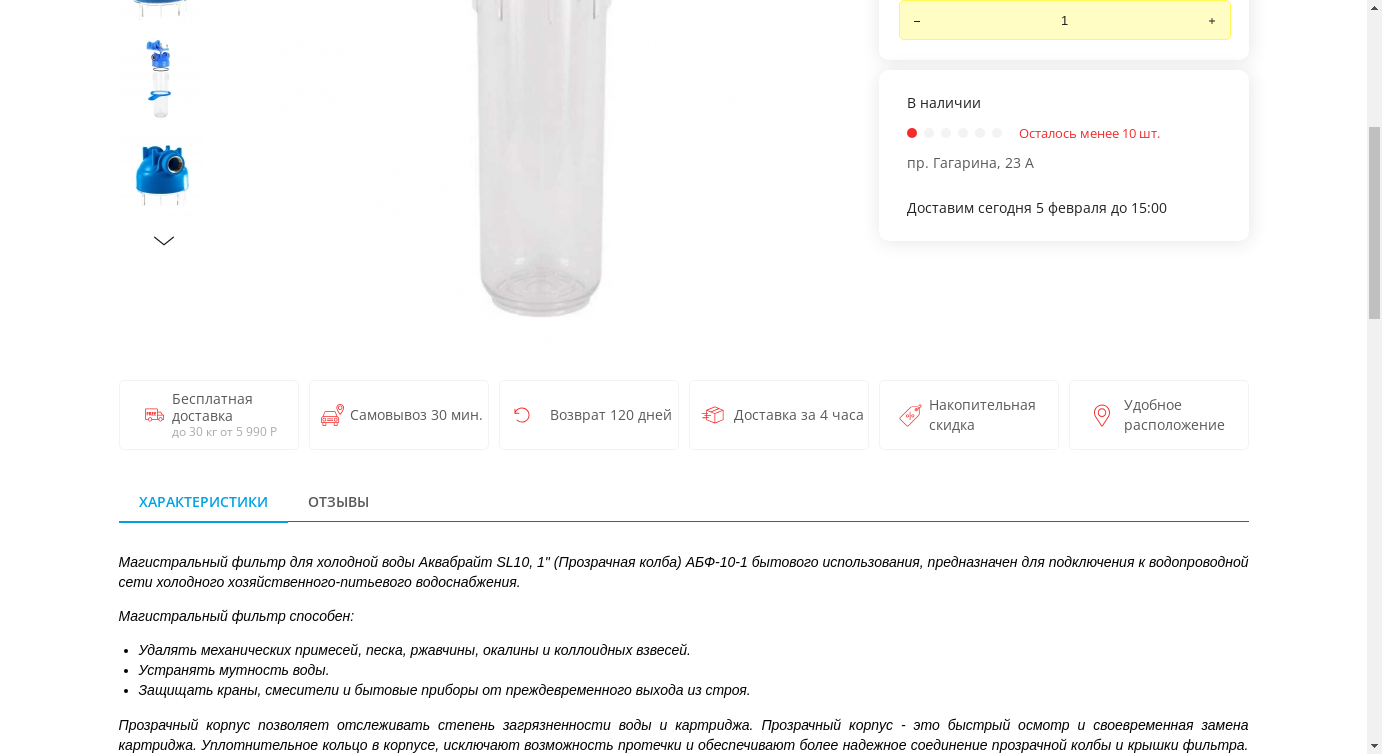 –
1
+
В наличии
Осталось менее 10 шт.
пр. Гагарина, 23 А
Доставим сегодня 5 февраля до 15:00
Бесплатная
доставка
до 30 кг от 5 990 Р
Самовывоз 30 мин.
Возврат 120 дней
Доставка за 4 часа
Накопительная
скидка
Удобное
расположение
ХАРАКТЕРИСТИКИ
ОТЗЫВЫ
Магистральный фильтр для холодной воды Аквабрайт SL10, 1" (Прозрачная колба) АБФ-10-1 бытового использования, предназначен для подключения к водопроводной
сети холодного хозяйственного-питьевого водоснабжения.
Магистральный фильтр способен:
• Удалять механических примесей, песка, ржавчины, окалины и коллоидных взвесей.
• Устранять мутность воды.
• Защищать краны, смесители и бытовые приборы от преждевременного выхода из строя.
Прозрачный корпус позволяет отслеживать степень загрязненности воды и картриджа. Прозрачный корпус - это быстрый осмотр и своевременная замена
картриджа. Уплотнительное кольцо в корпусе, исключают возможность протечки и обеспечивают более надежное соединение прозрачной колбы и крышки фильтра.